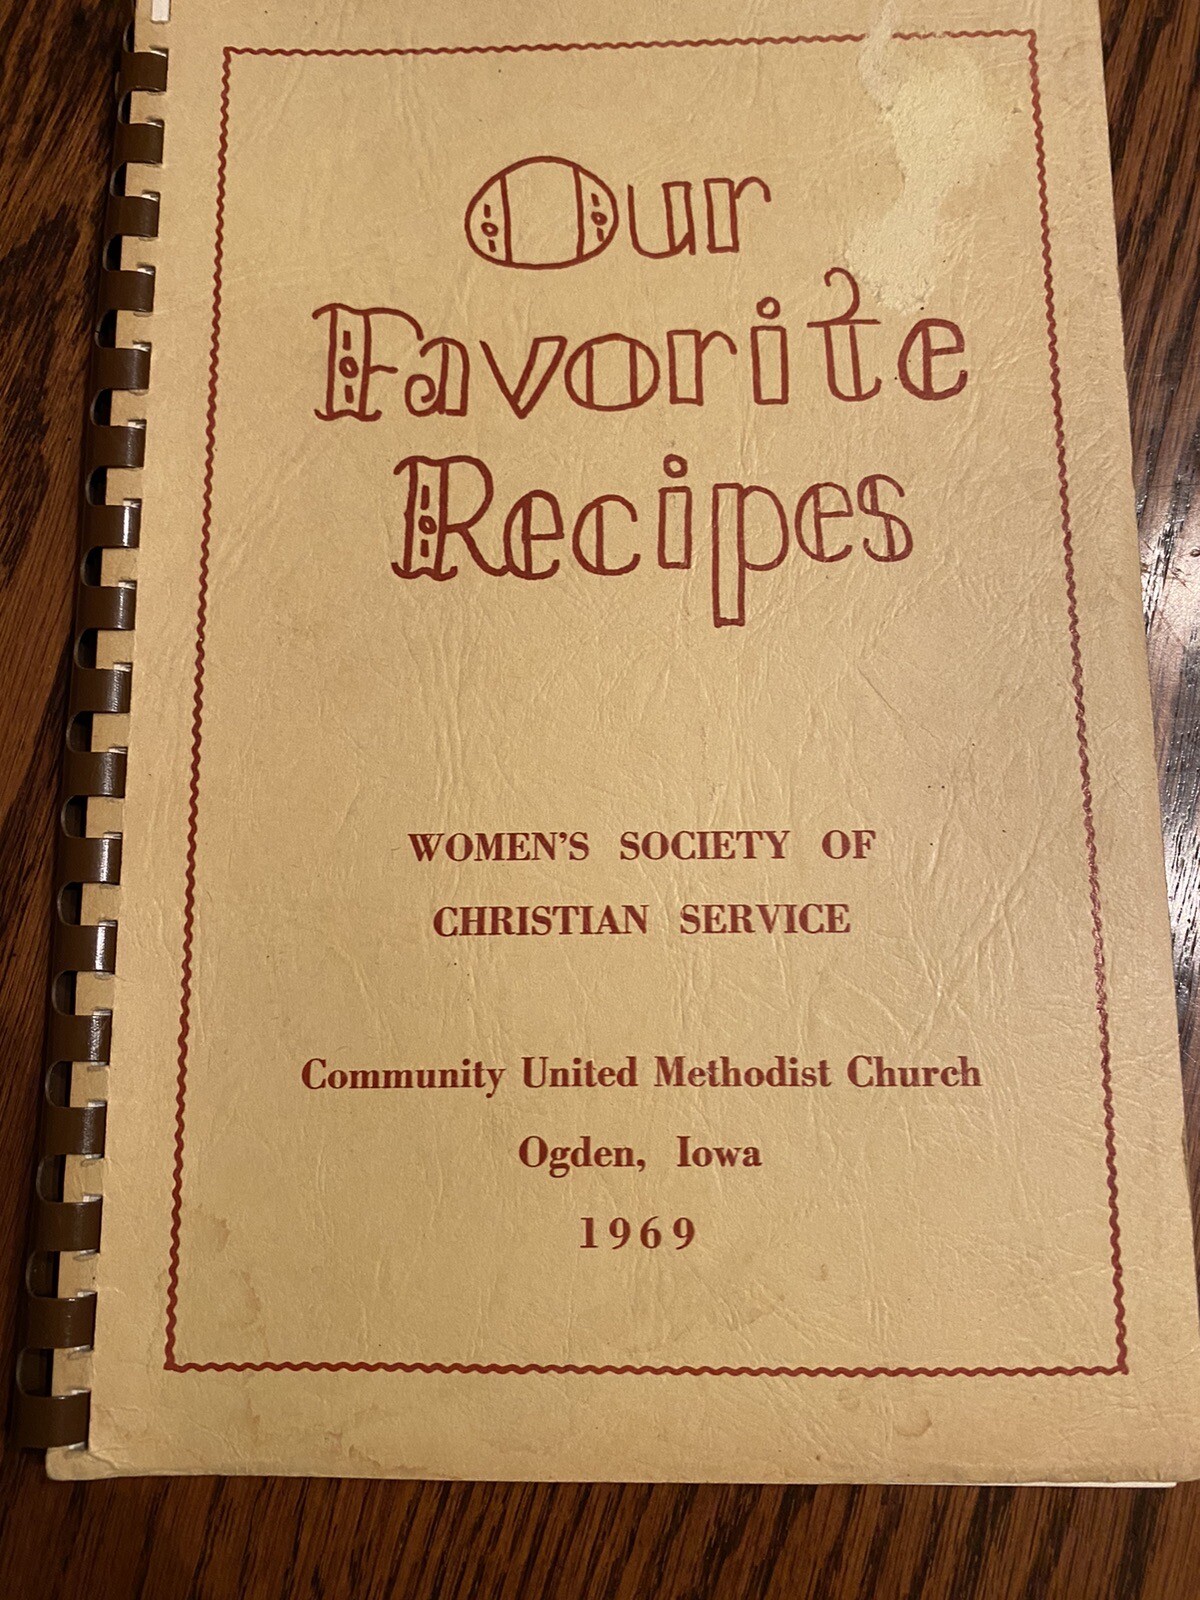 Our
Favorite
Recipes
WOMEN'S SOCIETY OF
CHRISTIAN SERVICE
Community United Methodist Church
Ogden, Iowa
1969